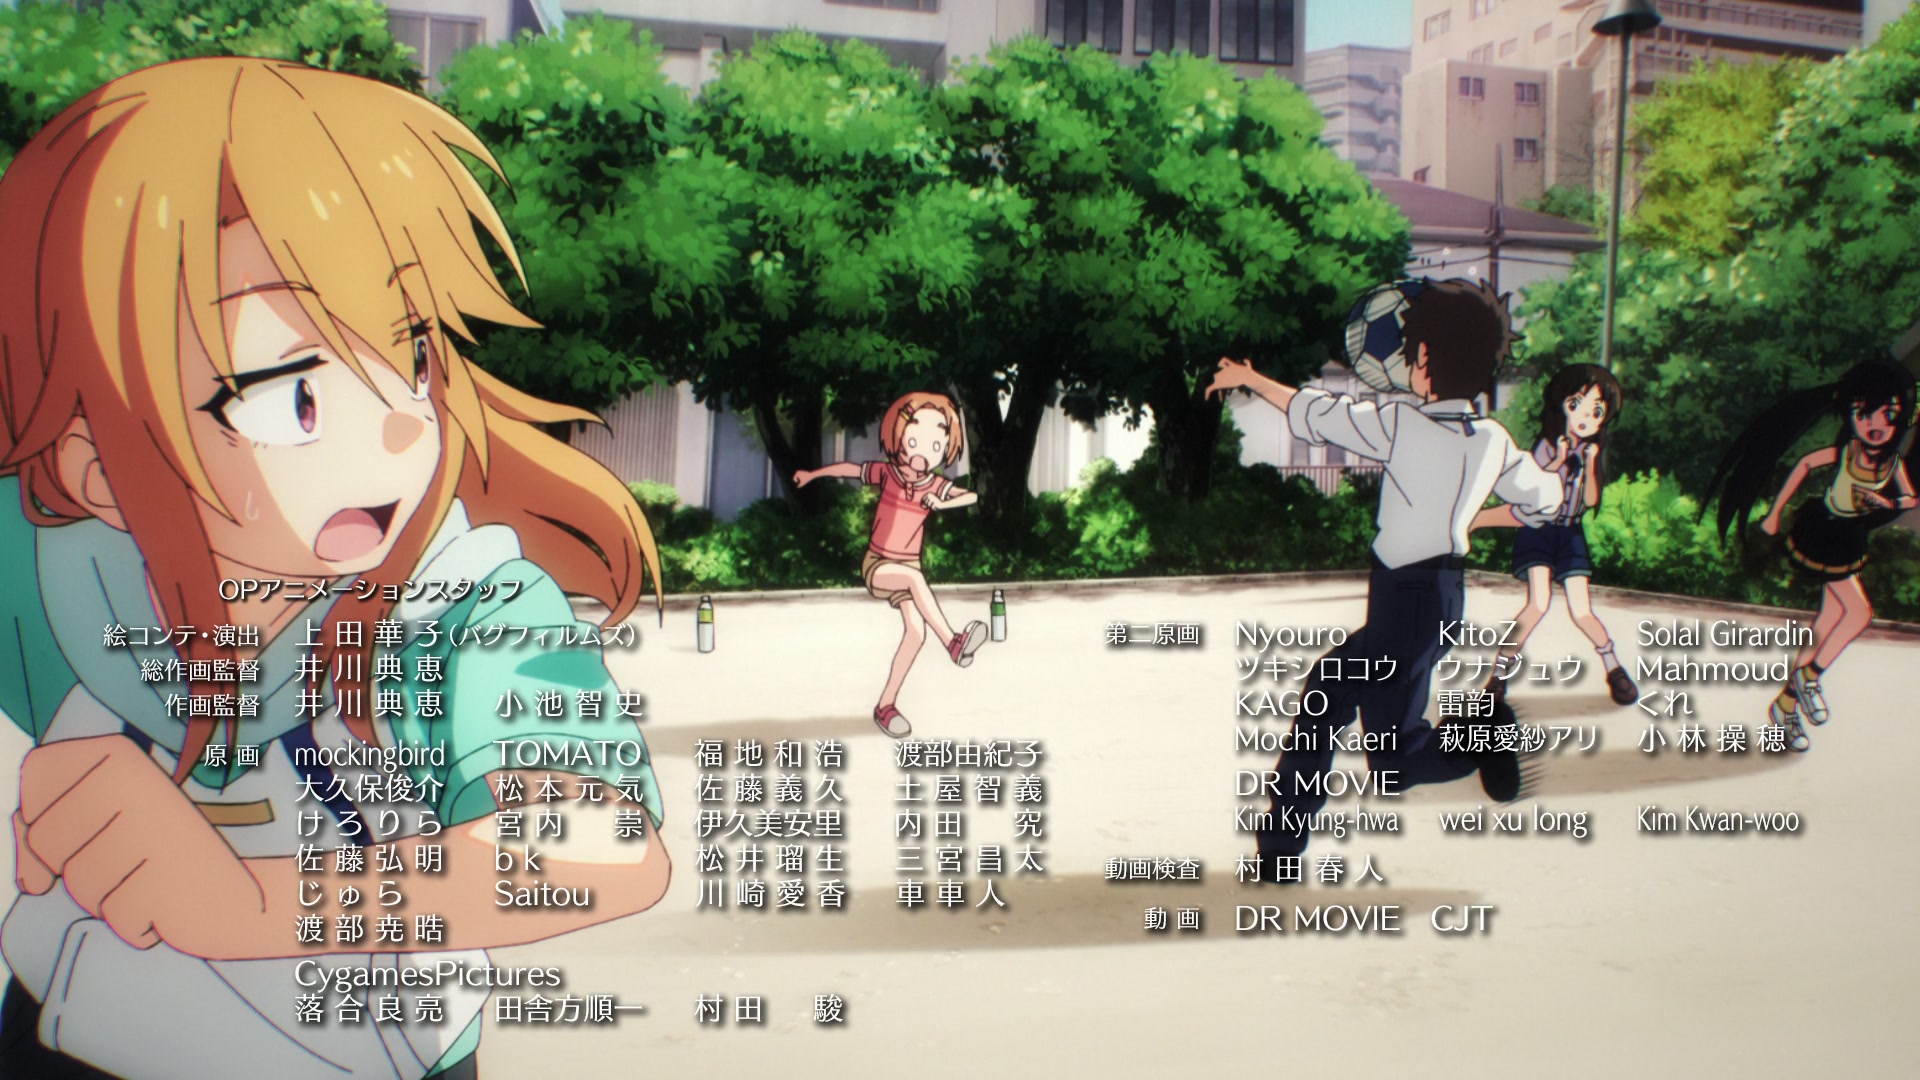 OPアニメーションスタッフ
絵コンテ・演出 上田華子(バグフィルムズ)
総作画監督 井川典恵
作画監督 井川典恵 小池智史
原画 mockingbird TOMATO 福地和浩 渡部由紀子
大久保俊介 松本元気 佐藤義久 土屋智義
けろりら 宮内崇 伊久美安里 内田究
佐藤弘明 bk 松井瑠生 三宮昌太
じゅら Saitou 川崎愛香 車車人
渡部尭晧
CygamesPictures
落合良亮 田舎方順一 村田駿
第二原画 Nyouro KitoZ Solal Girardin
ツキシロコウ ウナジュウ Mahmoud
KAGO 雷韵 くれ
Mochi Kaeri 萩原愛紗アリ 小林操穂
DR MOVIE
Kim Kyung-hwa wei xu long Kim Kwan-woo
動画検査 村田春人
動画 DR MOVIE CJT